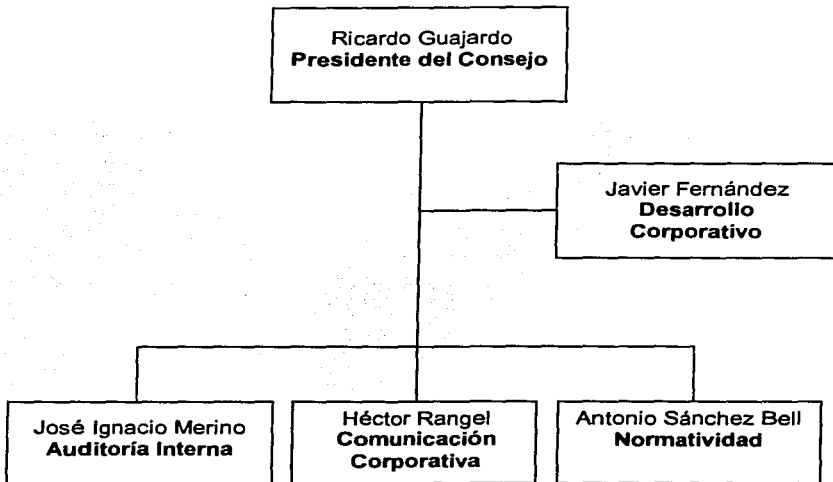 Ricardo Guajardo
Presidente del Consejo
Javier Fernández
Desarrollo
Corporativo
José Ignacio Merino
Auditoría Interna
Héctor Rangel
Comunicación
Corporativa
Antonio Sánchez Bell
Normatividad